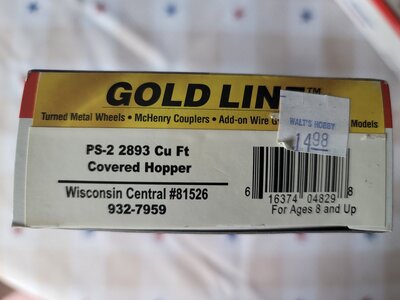 GOLD LINE™
Turned Metal Wheels • McHenry Couplers • Add-on Wire G Models
WALT'S HOBBY
14.98
PS-2 2893 Cu Ft
Covered Hopper
Wisconsin Central #81526
932-7959
6 16374 04829 8
For Ages 8 and Up